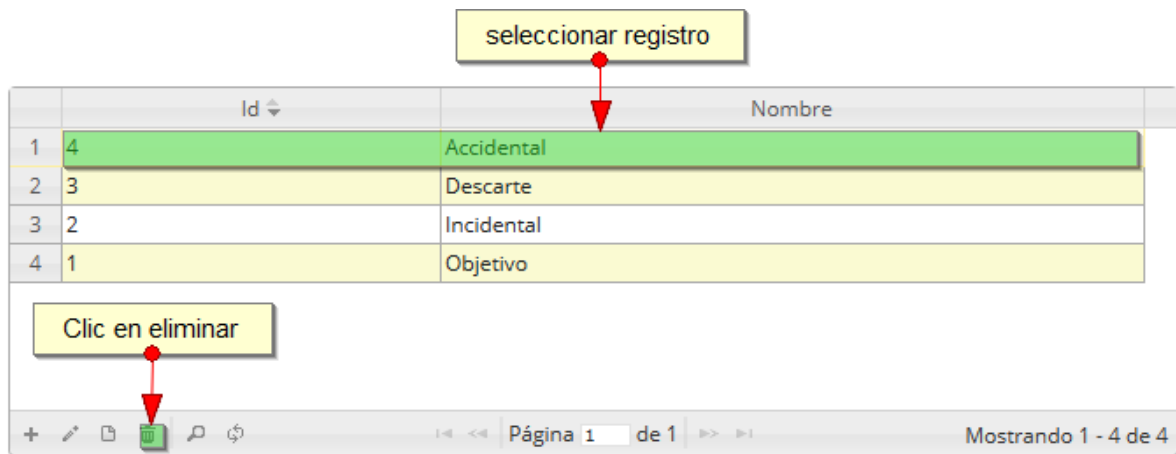 seleccionar registro
Id Nombre
1 4 Accidental
2 3 Descarte
3 2 Incidental
4 1 Objetivo
Clic en eliminar
Página 1 de 1 Mostrando 1 - 4 de 4